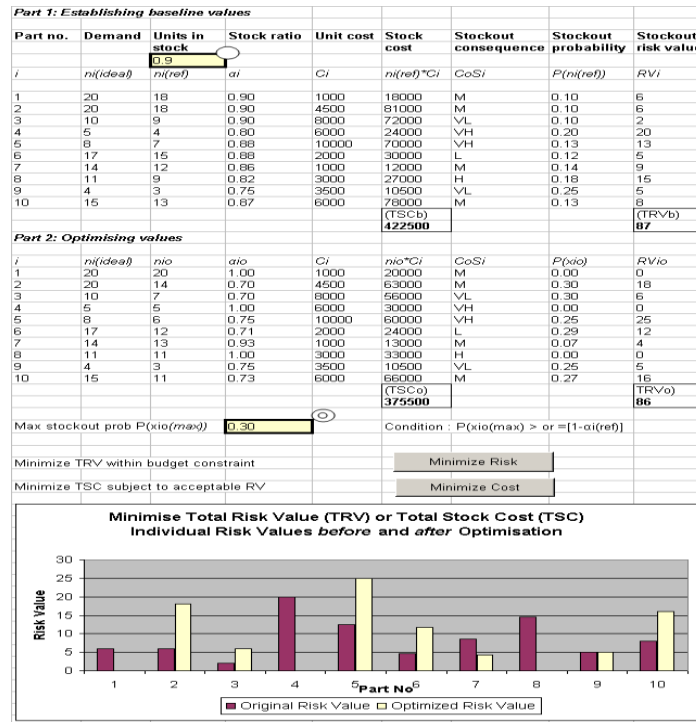 Part 1: Establishing baseline values
Part no. Demand Units in stock Stock ratio Unit cost Stock cost Stockout consequence Stockout probability Stockout risk value
0.9
i ni(ideal) ni(ref) αi Ci ni(ref)*Ci CoSi P(ni(ref)) RVi
1 20 18 0.90 1000 18000 M 0.10 6
2 20 18 0.90 4500 81000 M 0.10 6
3 10 9 0.90 8000 72000 VL 0.10 2
4 5 4 0.80 6000 24000 VH 0.20 20
5 8 7 0.88 10000 70000 VH 0.13 13
6 17 15 0.88 2000 30000 L 0.12 5
7 14 12 0.86 1000 12000 M 0.14 9
8 11 9 0.82 3000 27000 H 0.18 15
9 4 3 0.75 3500 10500 VL 0.25 5
10 15 13 0.87 6000 78000 M 0.13 8
(TSCb) (TRVb)
422500 87
Part 2: Optimising values
i ni(ideal) nio αio Ci nio*Ci CoSi P(xio) RVio
1 20 20 1.00 1000 20000 M 0.00 0
2 20 14 0.70 4500 63000 M 0.30 18
3 10 7 0.70 8000 56000 VL 0.30 6
4 5 5 1.00 6000 30000 VH 0.00 0
5 8 6 0.75 10000 60000 VH 0.25 25
6 17 12 0.71 2000 24000 L 0.29 12
7 14 13 0.93 1000 13000 M 0.07 4
8 11 11 1.00 3000 33000 H 0.00 0
9 4 3 0.75 3500 10500 VL 0.25 5
10 15 11 0.73 6000 66000 M 0.27 16
(TSCo) TRVo)
375500 86
Max stockout prob P(xio(max)) 0.30 Condition : P(xio(max) > or =[1-αi(ref)]
Minimize TRV within budget constraint Minimize Risk
Minimize TSC subject to acceptable RV Minimize Cost
Minimise Total Risk Value (TRV) or Total Stock Cost (TSC)
Individual Risk Values before and after Optimisation
Risk Value
30
25
20
15
10
5
0
1 2 3 4 5 6 7 8 9 10
Part No
Original Risk Value Optimized Risk Value